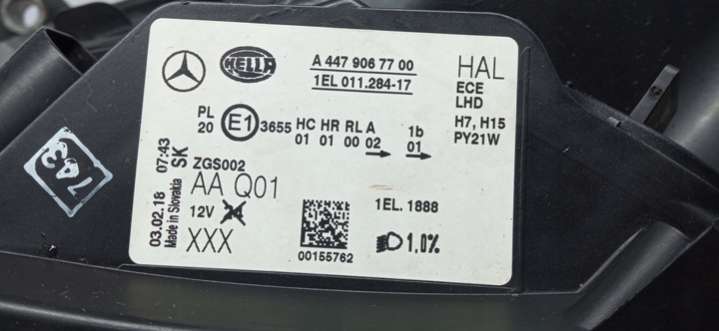 HELLA
A 447 906 77 00
1EL 011.284-17
HAL
ECE
LHD
H7, H15
PY21W
PL
20
E1
3655
HC HR RL A
01 01 00 02
1b
01
ZGS002
AA Q01
12V 24
XXX
1EL. 1888
00155762
1,0%
03.02.18 07:43
Made in Slovakia
SK
743